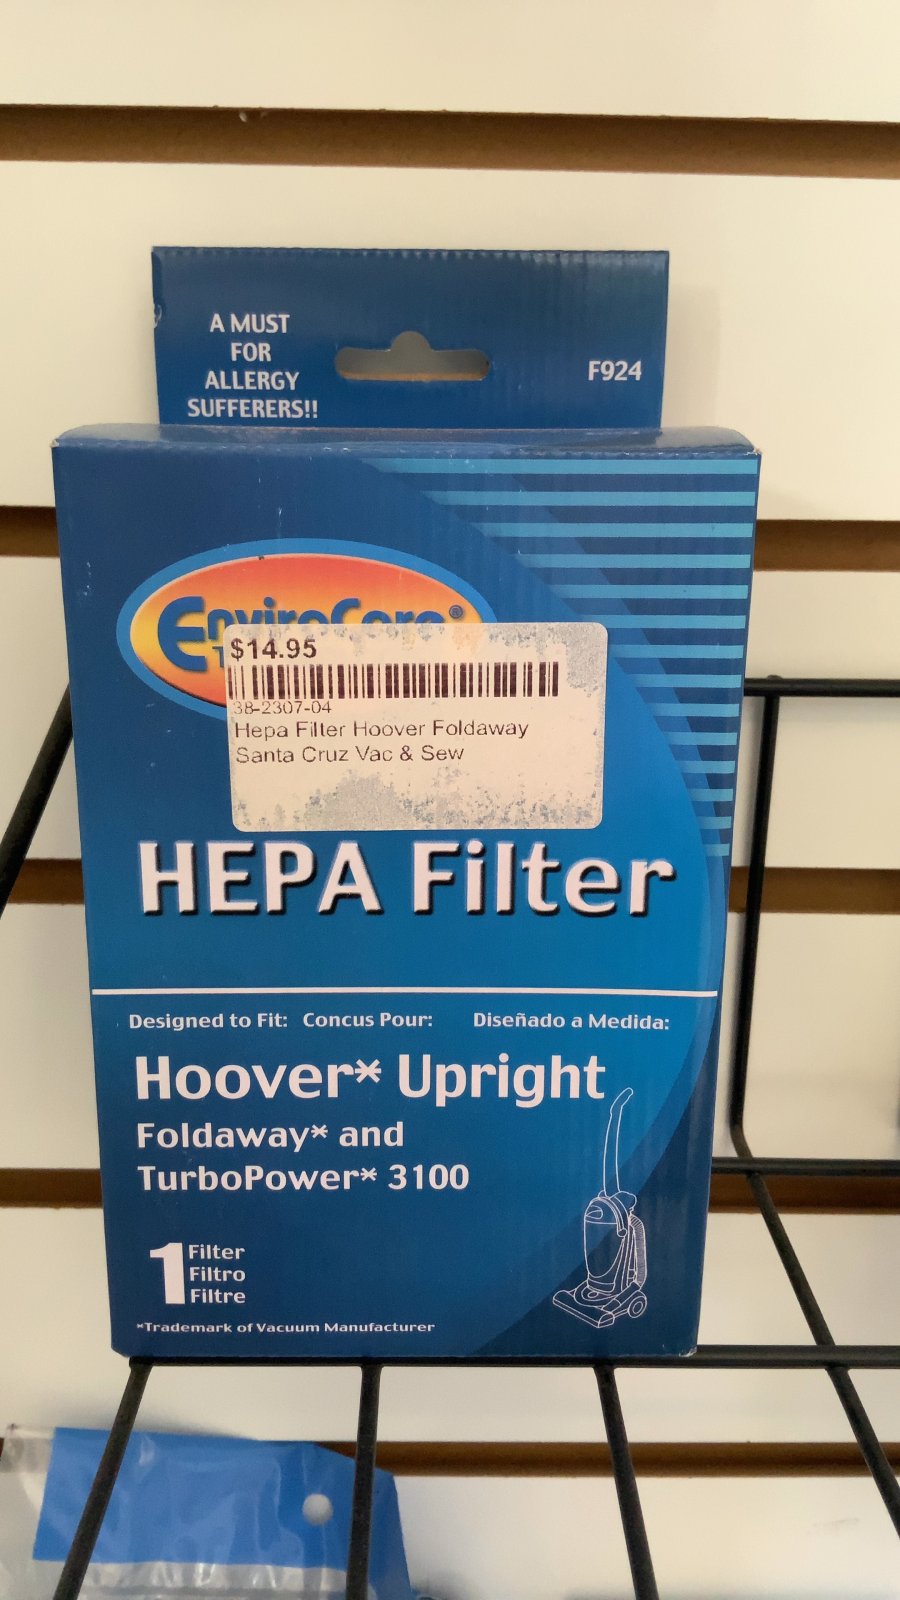 A MUST
FOR
ALLERGY
SUFFERERS!!
F924
EnviroCare®
$14.95
38-2307-04
Hepa Filter Hoover Foldaway
Santa Cruz Vac & Sew
HEPA Filter
Designed to Fit: Concus Pour: Diseñado a Medida:
Hoover* Upright
Foldaway* and
TurboPower* 3100
1 Filter
Filtro
Filtre
*Trademark of Vacuum Manufacturer